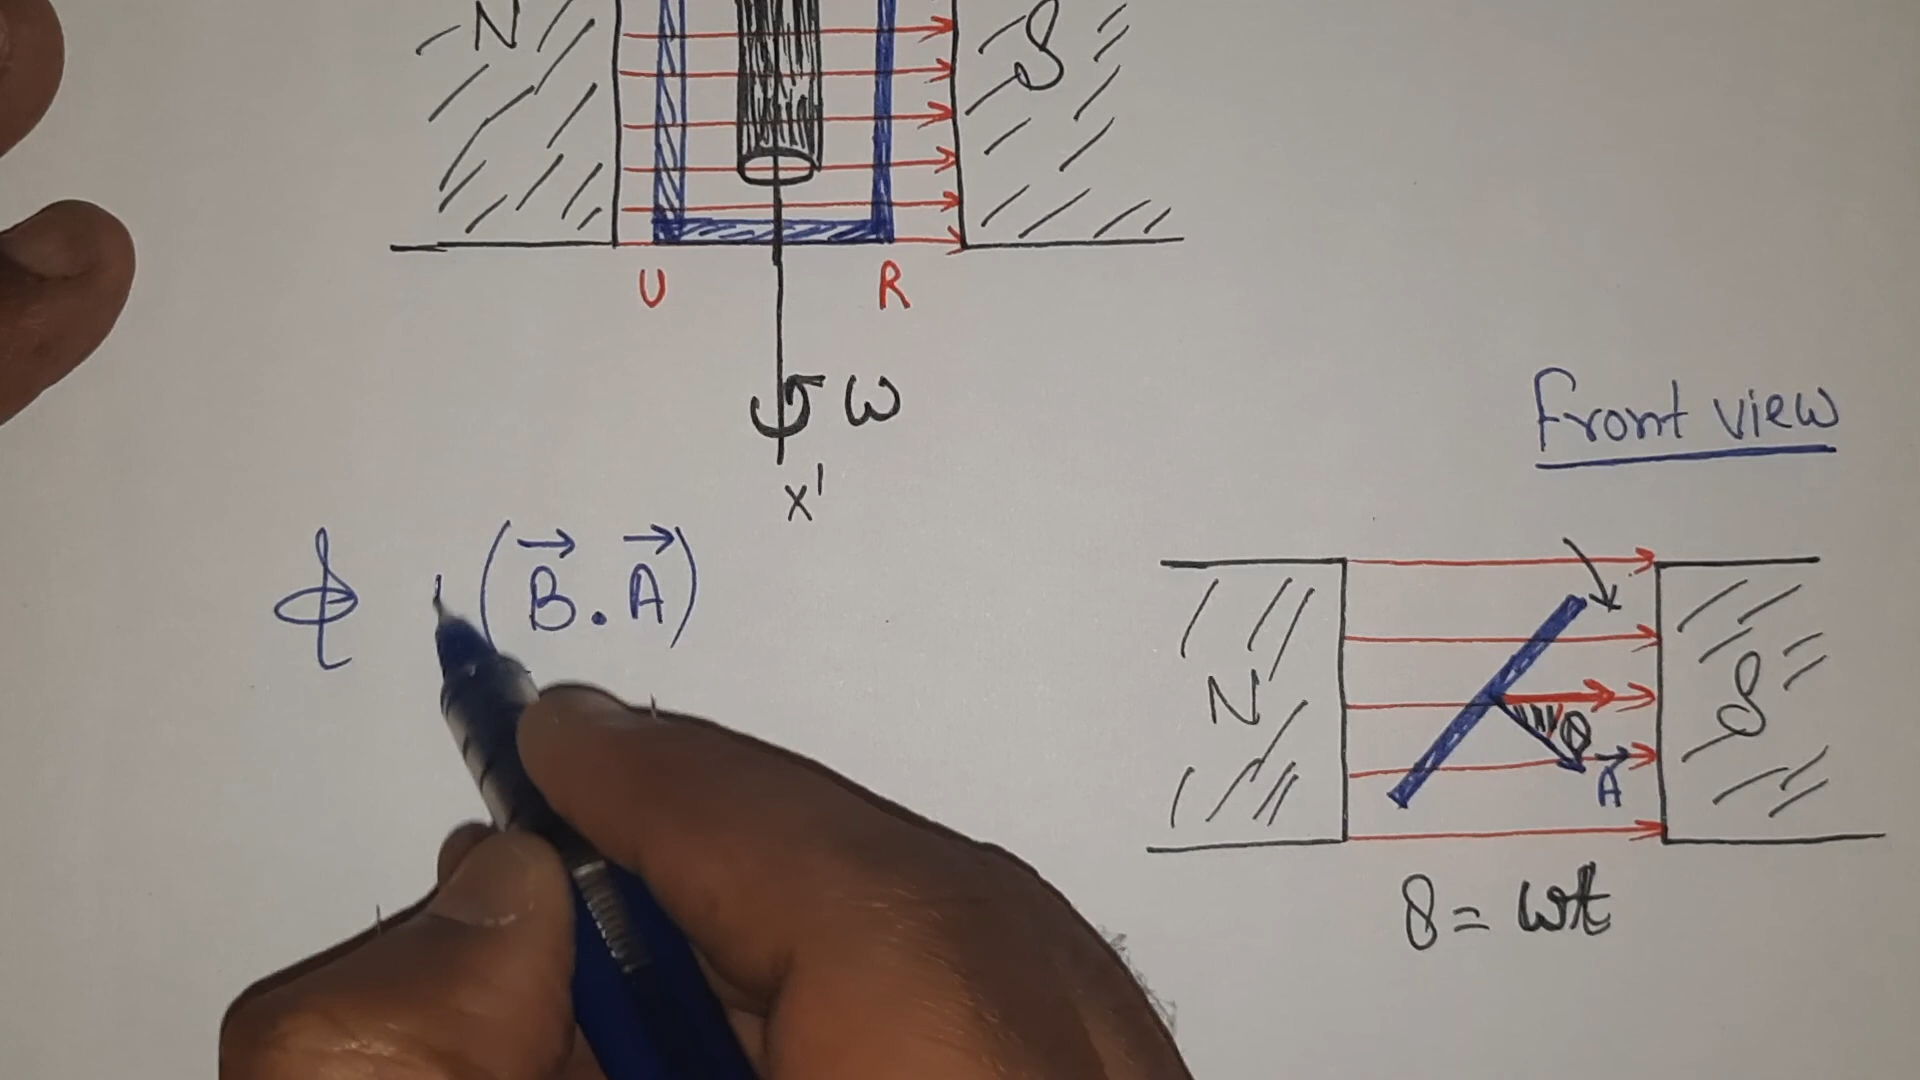 N S
U R
ω
x'
Front view
ϕ (B⃗ . A⃗)
N θ S
A⃗
θ = ωt